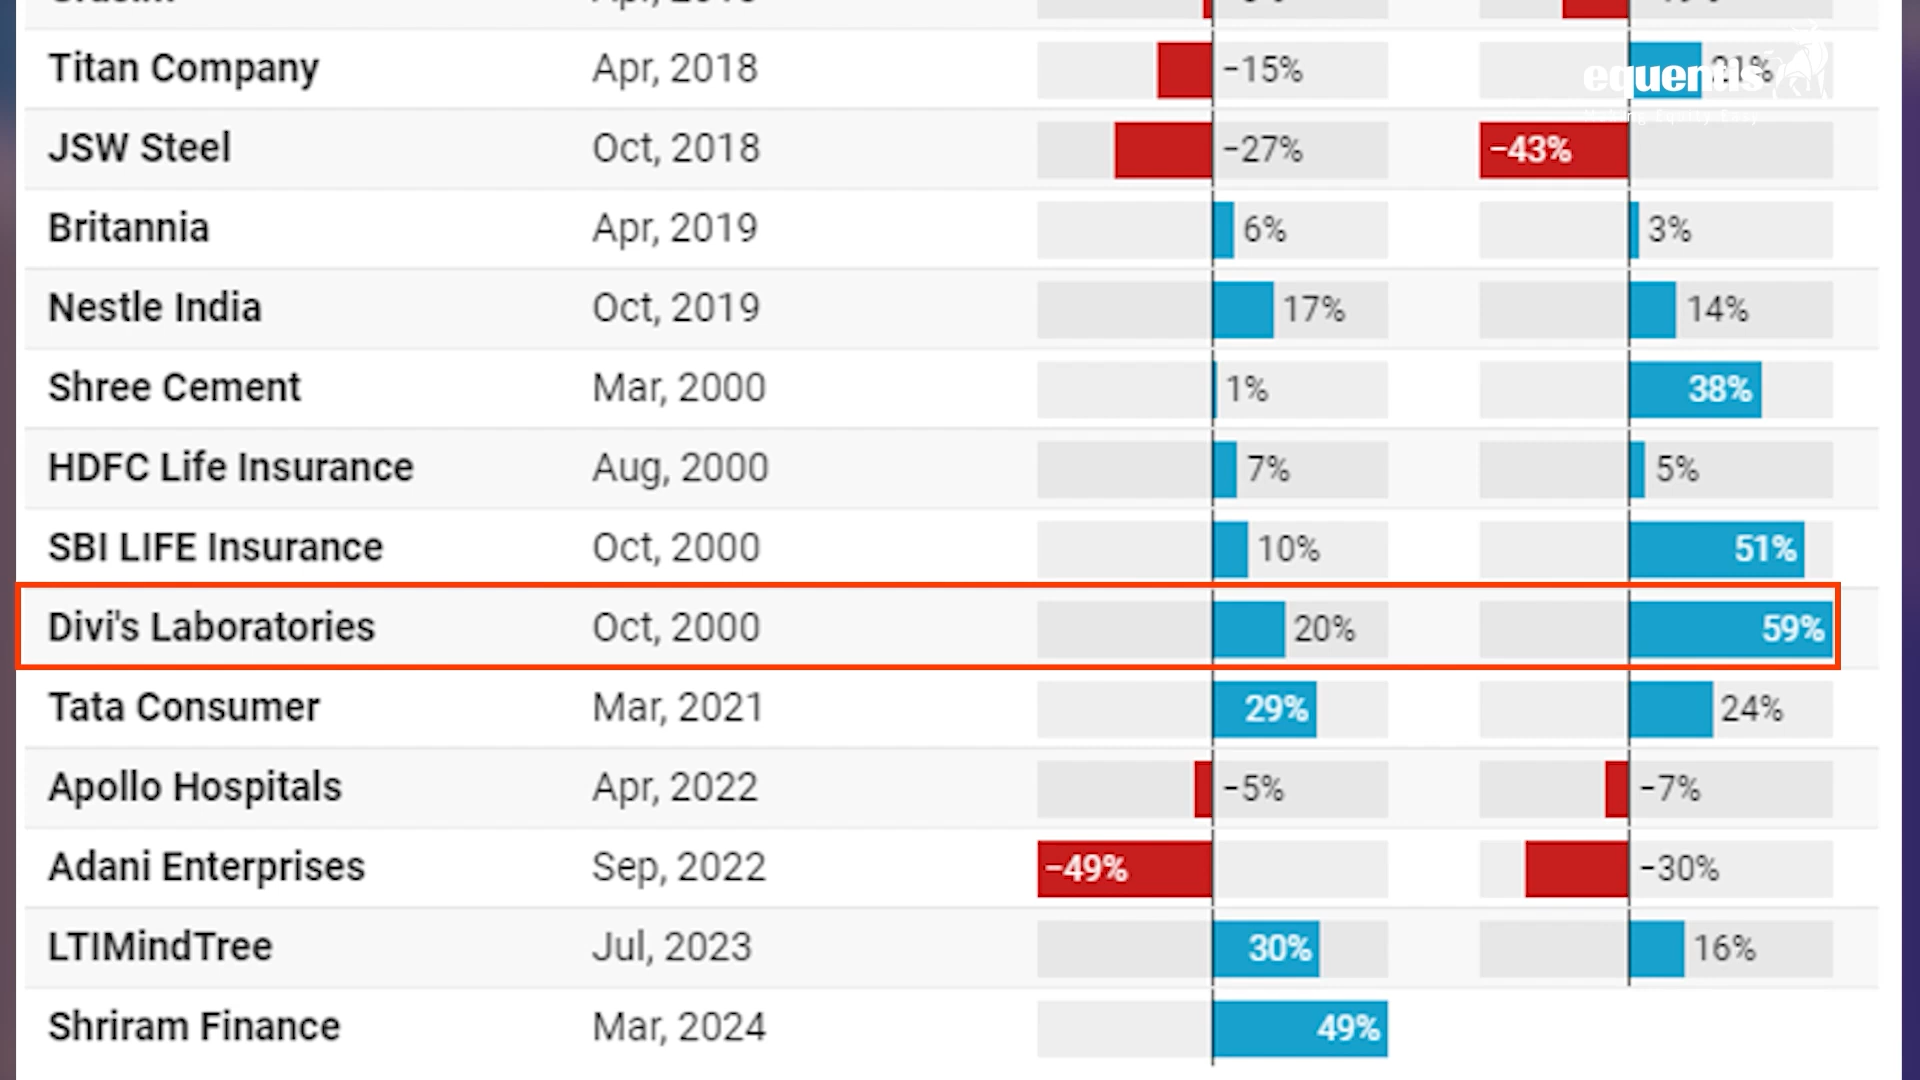 Titan Company Apr, 2018 −15% 21%
equentis
JSW Steel Oct, 2018 −27% −43%
Britannia Apr, 2019 6% 3%
Nestle India Oct, 2019 17% 14%
Shree Cement Mar, 2000 1% 38%
HDFC Life Insurance Aug, 2000 7% 5%
SBI LIFE Insurance Oct, 2000 10% 51%
Divi's Laboratories Oct, 2000 20% 59%
Tata Consumer Mar, 2021 29% 24%
Apollo Hospitals Apr, 2022 −5% −7%
Adani Enterprises Sep, 2022 −49% −30%
LTIMindTree Jul, 2023 30% 16%
Shriram Finance Mar, 2024 49%